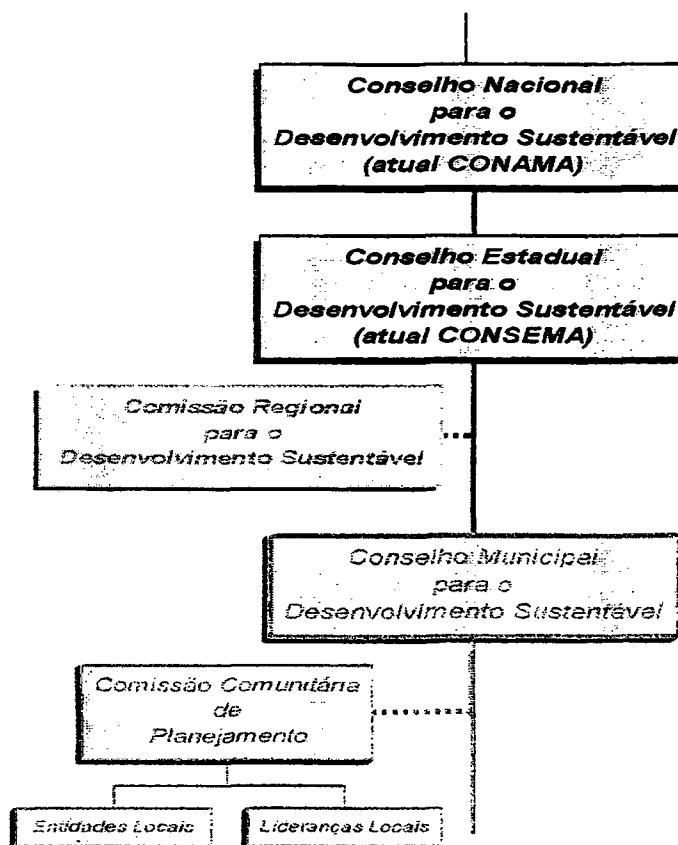 Conselho Nacional
para o
Desenvolvimento Sustentável
(atual CONAMA)
Conselho Estadual
para o
Desenvolvimento Sustentável
(atual CONSEMA)
Comissão Regional
para o
Desenvolvimento Sustentável
Conselho Municipal
para o
Desenvolvimento Sustentável
Comissão Comunitária
de
Planejamento
Entidades Locais
Lideranças Locais